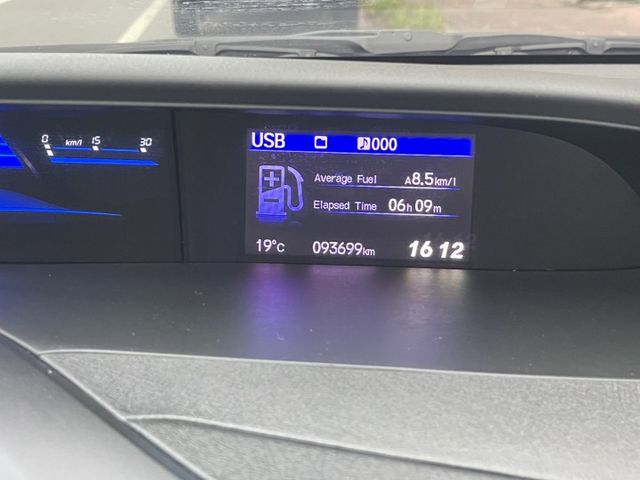 0 km/l 15 30
USB 000
Average Fuel A8.5km/l
Elapsed Time 06h 09m
19°C 093699km 16 12